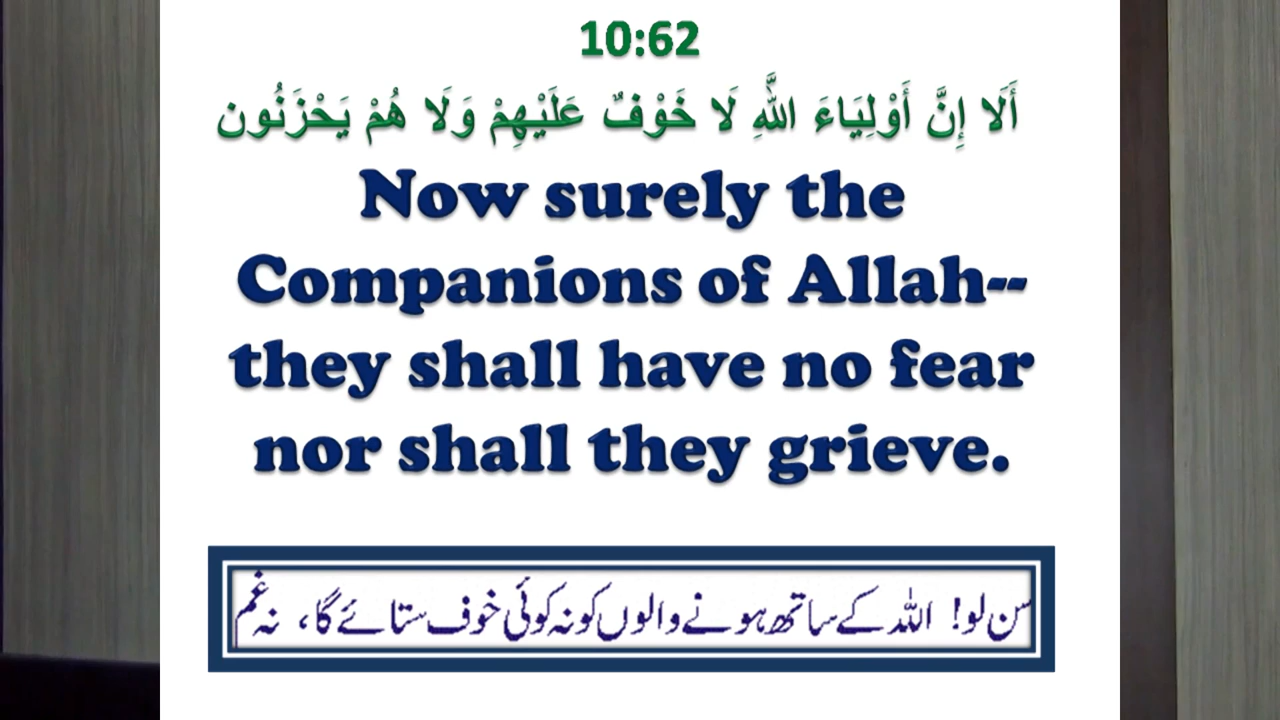 10:62
أَلَا إِنَّ أَوْلِيَاءَ اللَّهِ لَا خَوْفٌ عَلَيْهِمْ وَلَا هُمْ يَحْزَنُون
Now surely the
Companions of Allah--
they shall have no fear
nor shall they grieve.
سن لو! اللہ کے ساتھ ہونے والوں کو نہ کوئی خوف ستائے گا، نہ غم